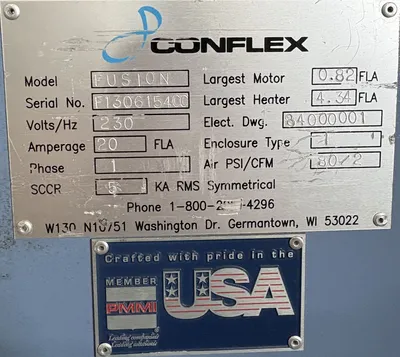 CONFLEX
Model FUSION Largest Motor 0.82 FLA
Serial No. Largest Heater 4.34 FLA
Volts/Hz 230 Elect. Dwg. 84000001
Amperage 20 FLA Enclosure Type 1
Phase 1 Air PSI/CFM 80/2
SCCR 5 KA RMS Symmetrical
Phone
W130 Washington Dr. Germantown, WI 53022
Crafted with pride in the
MEMBER
PMMI
USA